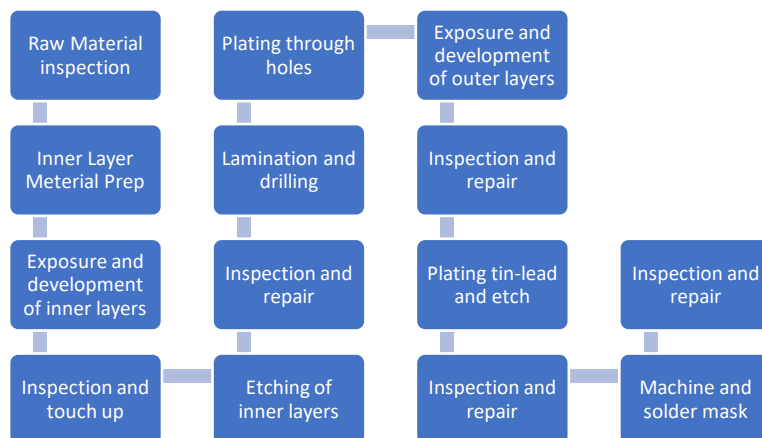 Raw Material
inspection
Inner Layer
Meterial Prep
Exposure and
development
of inner layers
Inspection and
touch up
Etching of
inner layers
Inspection and
repair
Lamination and
drilling
Plating through
holes
Exposure and
development
of outer layers
Inspection and
repair
Plating tin-lead
and etch
Inspection and
repair
Machine and
solder mask
Inspection and
repair